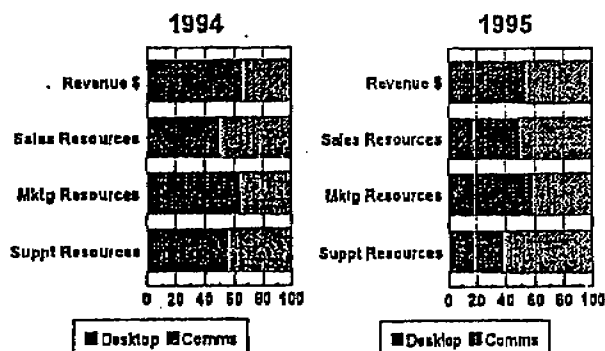 1994
Revenue $
Sales Resources
Mktg Resources
Suppt Resources
0 20 40 60 80 100
Desktop Comms
1995
Revenue $
Sales Resources
Mktg Resources
Suppt Resources
0 20 40 60 80 100
Desktop Comms